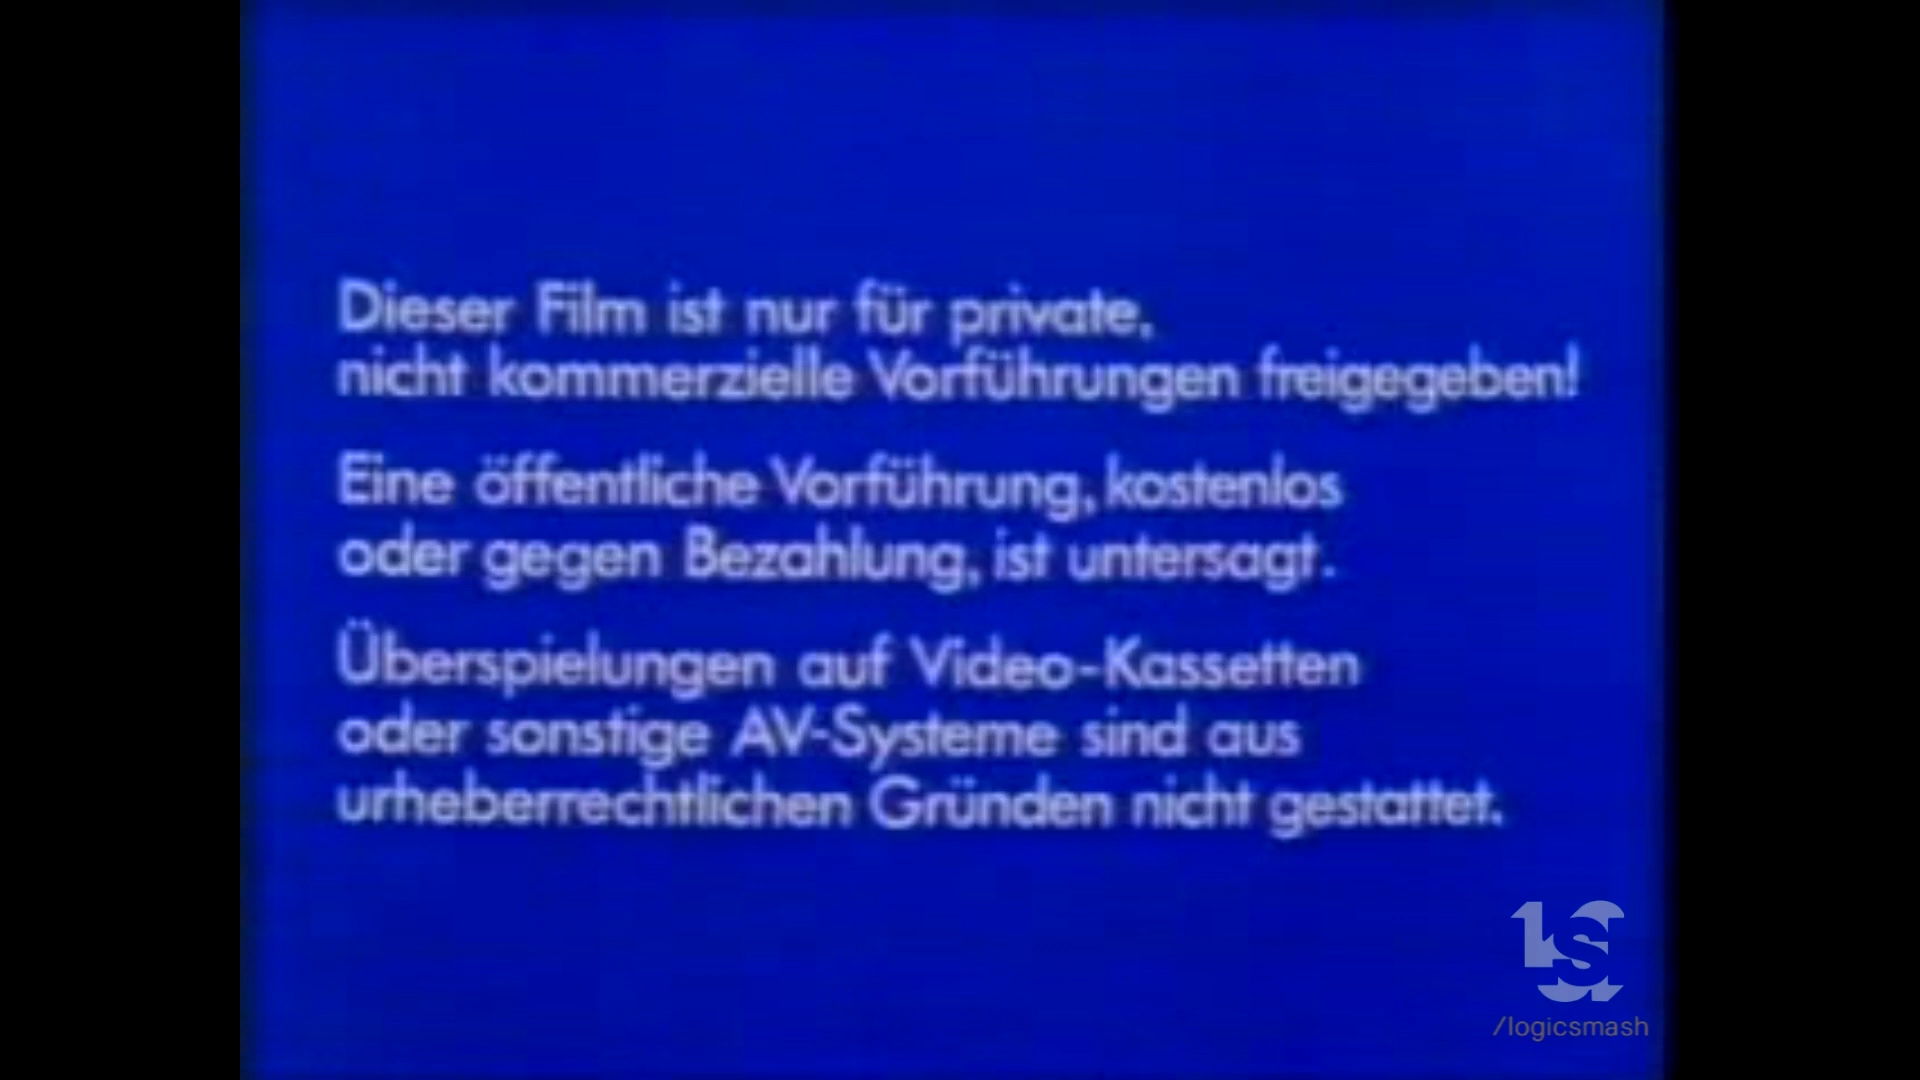 Dieser Film ist nur für private,
nicht kommerzielle Vorführungen freigegeben!
Eine öffentliche Vorführung, kostenlos
oder gegen Bezahlung, ist untersagt.
Überspielungen auf Video-Kassetten
oder sonstige AV-Systeme sind aus
urheberrechtlichen Gründen nicht gestattet.
/logicsmash